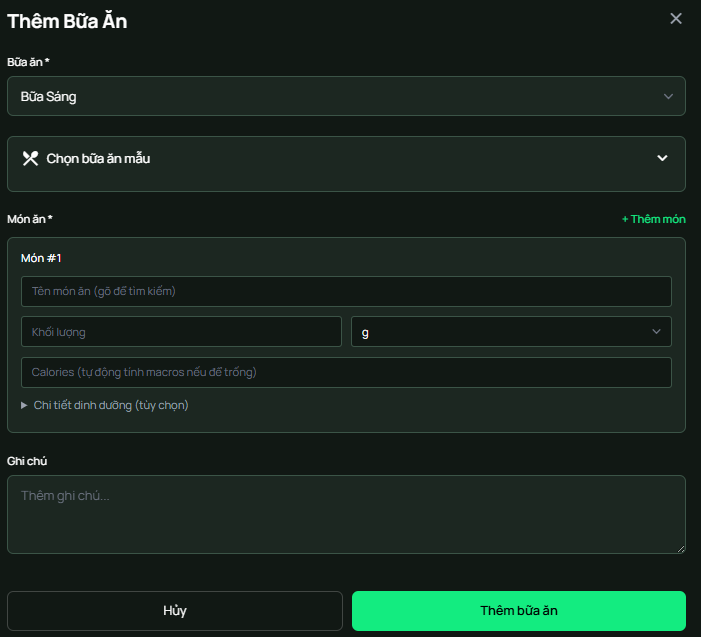 Thêm Bữa Ăn
Bữa ăn *
Bữa Sáng
Chọn bữa ăn mẫu
Món ăn *
+ Thêm món
Món #1
Tên món ăn (gõ để tìm kiếm)
Khối lượng
g
Calories (tự động tính macros nếu để trống)
Chi tiết dinh dưỡng (tùy chọn)
Ghi chú
Thêm ghi chú...
Hủy
Thêm bữa ăn